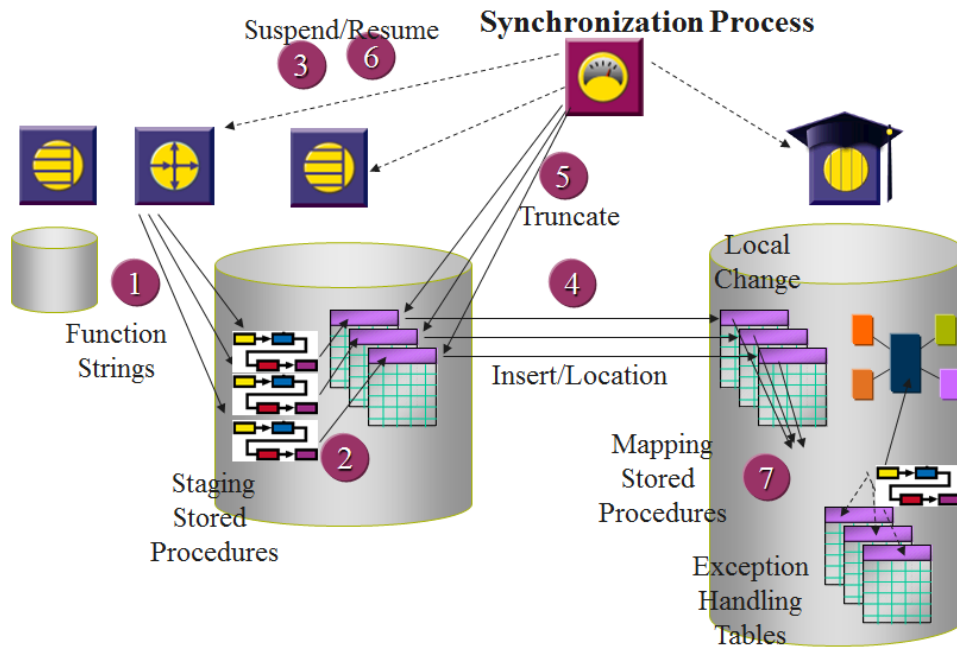 Synchronization Process
Suspend/Resume
3
6
5
Truncate
1
Function
Strings
4
Local
Change
Insert/Location
2
Staging
Stored
Procedures
Mapping
Stored
Procedures
7
Exception
Handling
Tables